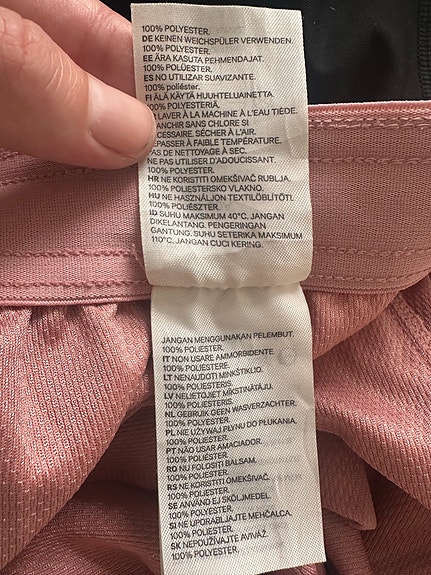 100% POLYESTER.
DE KEINEN WEICHSPÜLER VERWENDEN.
100% POLYESTER.
EE ÄRA KASUTA PEHMENDAJAT.
100% POLÜESTER.
ES NO UTILIZAR SUAVIZANTE.
100% poliéster.
FI ÄLÄ KÄYTÄ HUUHTELUAINETTA.
100% POLYESTERIÄ.
LAVER À LA MACHINE À L'EAU TIÈDE.
BLANCHIR SANS CHLORE SI
NÉCESSAIRE. SÉCHER À L'AIR.
REPASSER À FAIBLE TEMPÉRATURE.
PAS DE NETTOYAGE À SEC.
NE PAS UTILISER D'ADOUCISSANT.
100% POLYESTER.
HR NE KORISTITI OMEKŠIVAČ RUBLJA.
100% POLIESTERSKO VLAKNO.
HU NE HASZNÁLJON TEXTILÖBLÍTŐT!
100% POLIÉSZTER.
ID SUHU MAKSIMUM 40°C. JANGAN
DIKELANTANG. PENGERINGAN
GANTUNG. SUHU SETERIKA MAKSIMUM
110°C. JANGAN CUCI KERING.
JANGAN MENGGUNAKAN PELEMBUT.
100% POLIESTER.
IT NON USARE AMMORBIDENTE.
100% POLIESTERE.
LT NENAUDOTI MINKŠTIKLIO.
100% POLIESTERIS.
LV NELIETOJIET MĪKSTINĀTĀJU.
100% POLIESTERIS.
NL GEBRUIK GEEN WASVERZACHTER.
100% POLYESTER.
PL NIE UŻYWAJ PŁYNU DO PŁUKANIA.
100% POLIESTER.
PT NÃO USAR AMACIADOR.
100% POLIÉSTER.
RO NU FOLOSIȚI BALSAM.
100% POLIESTER.
RS NE KORISTITI OMEKŠIVAČ.
100% POLIESTER.
SE ANVÄND EJ SKÖLJMEDEL.
100% POLYESTER.
SI NE UPORABLJAJTE MEHČALCA.
100% POLIESTER.
SK NEPOUŽÍVAJTE AVIVÁŽ.
100% POLYESTER.